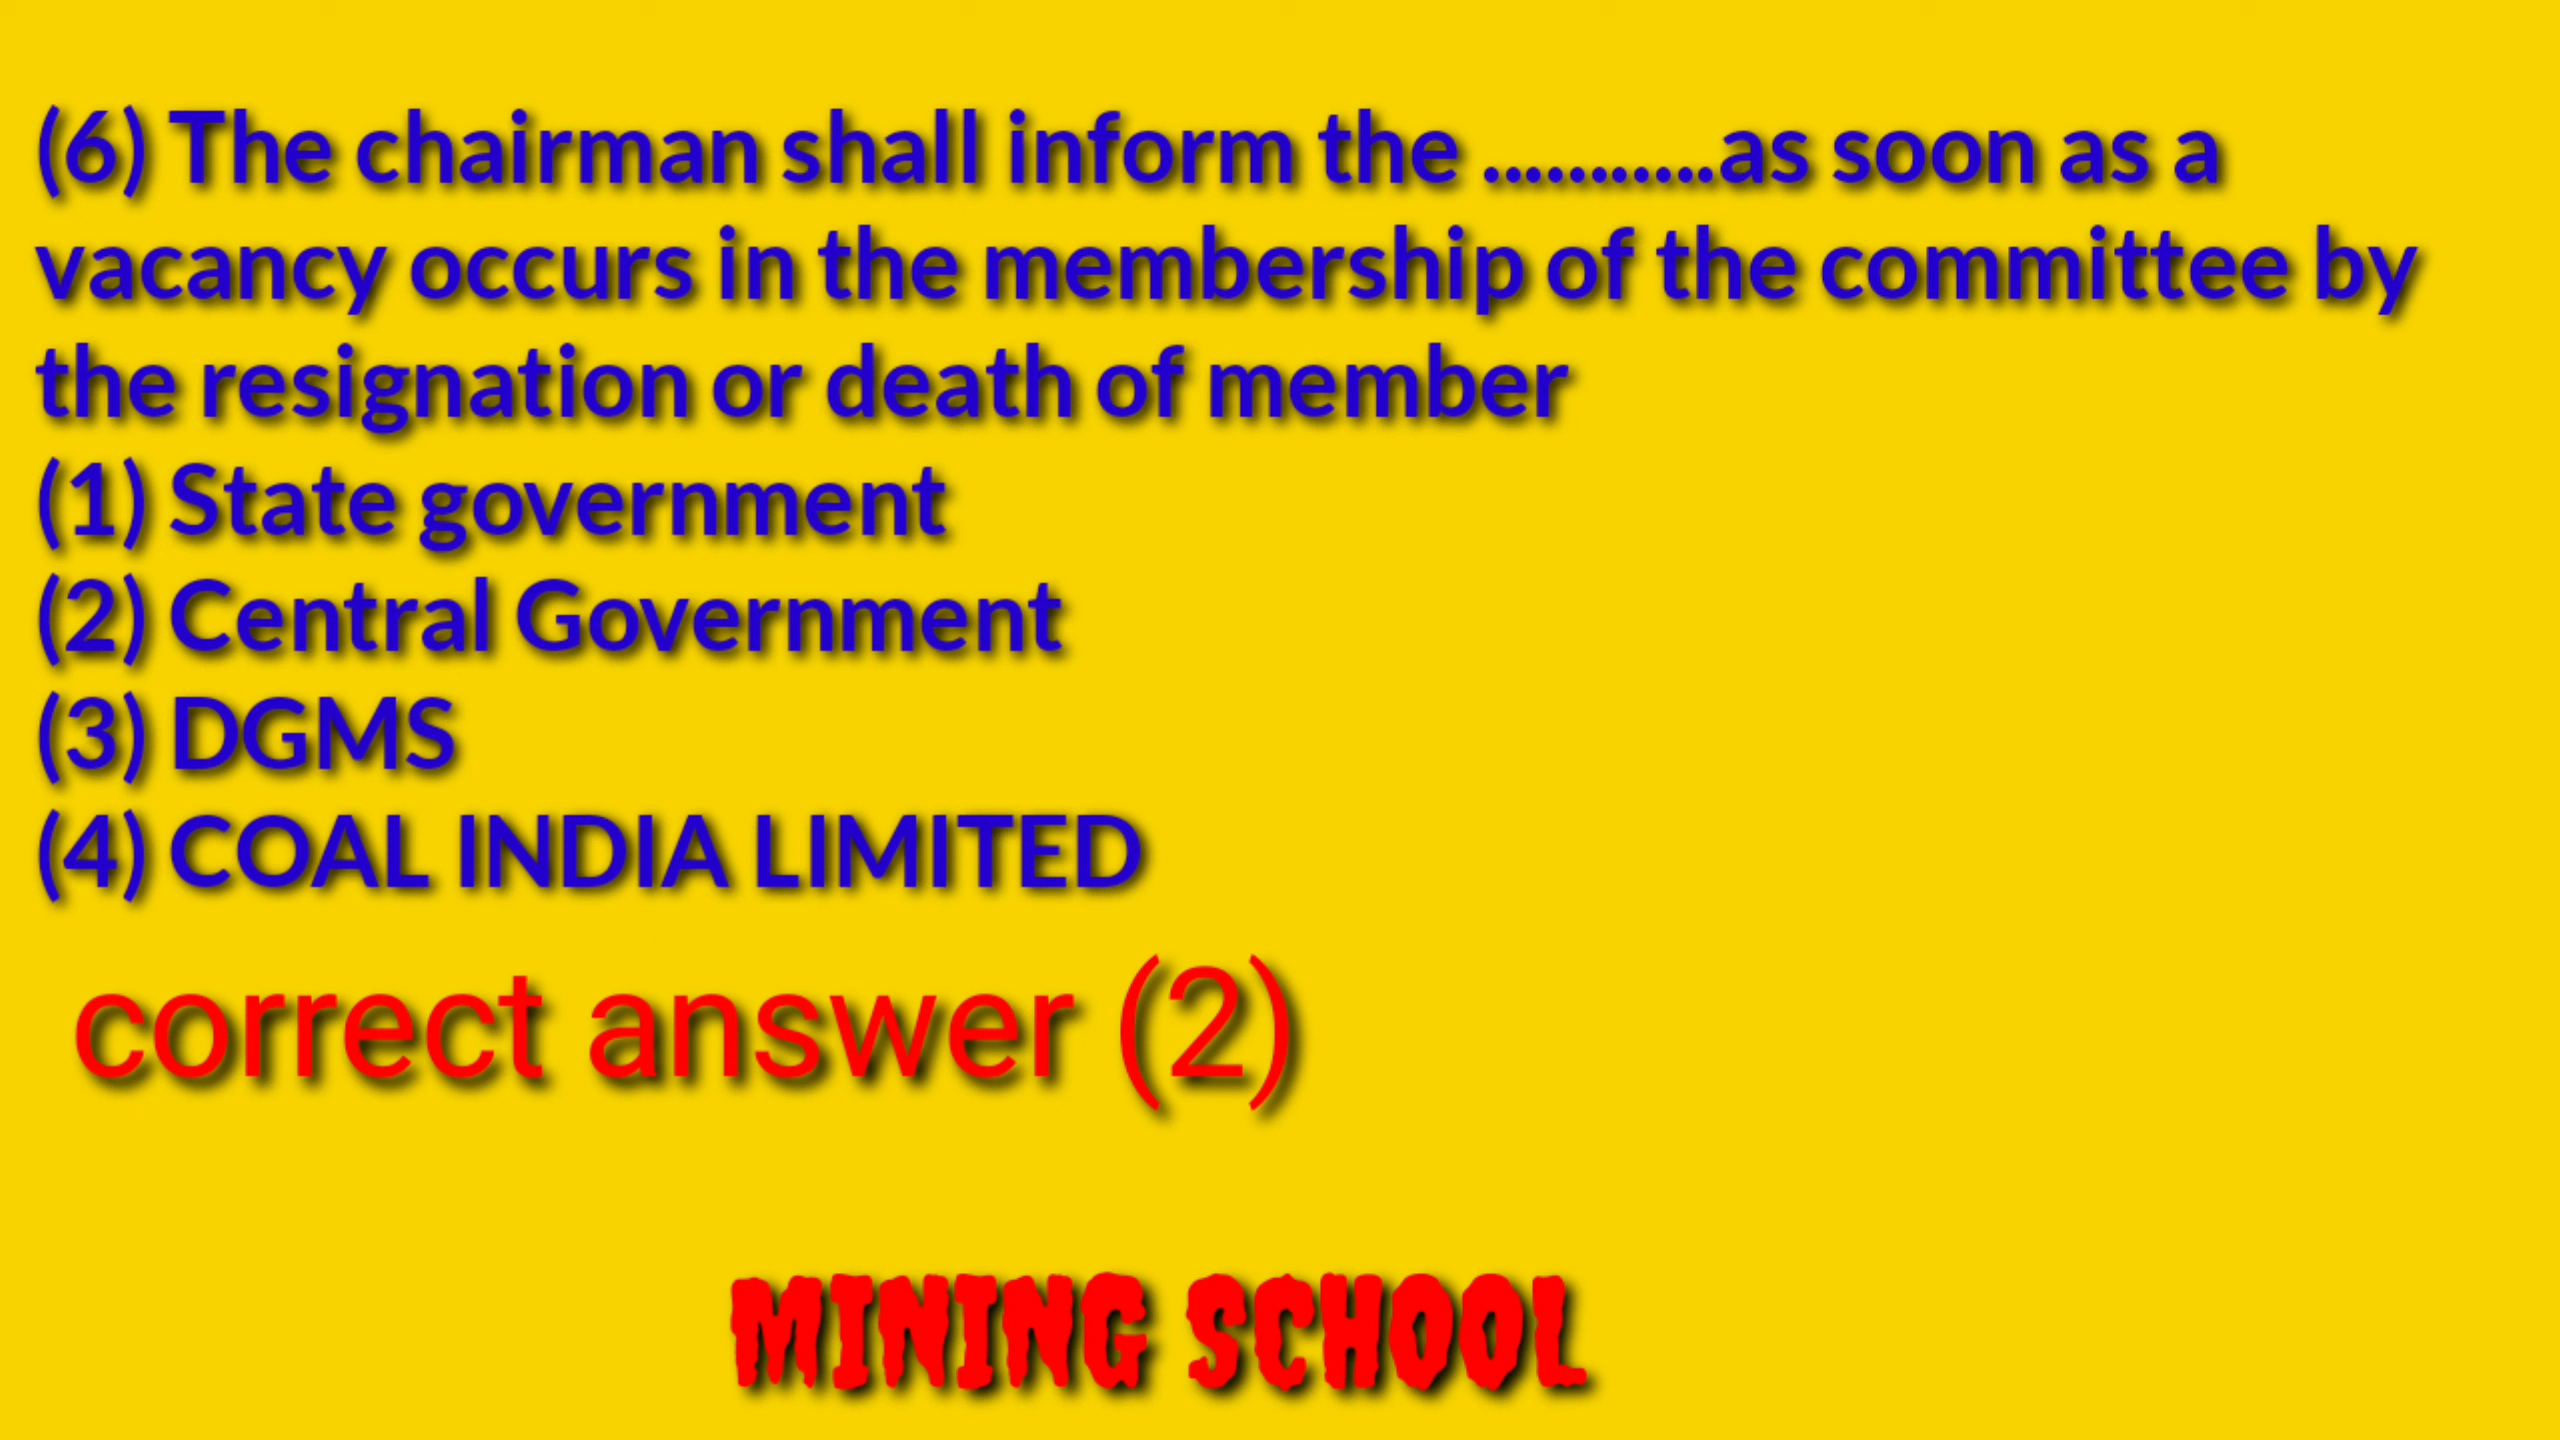 (6) The chairman shall inform the ...........as soon as a
vacancy occurs in the membership of the committee by
the resignation or death of member
(1) State government
(2) Central Government
(3) DGMS
(4) COAL INDIA LIMITED
correct answer (2)
MINING SCHOOL